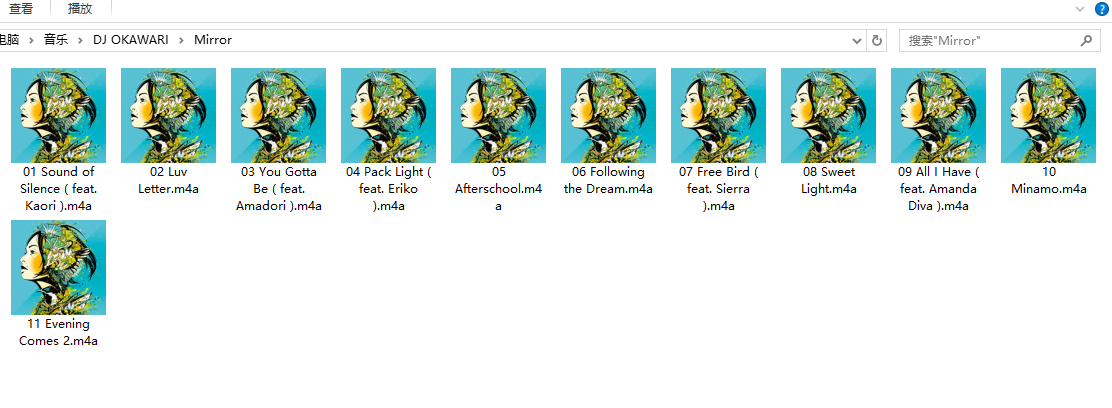 查看 播放
电脑 › 音乐 › DJ OKAWARI › Mirror 搜索"Mirror"
01 Sound of
Silence ( feat.
Kaori ).m4a
02 Luv
Letter.m4a
03 You Gotta
Be ( feat.
Amadori ).m4a
04 Pack Light (
feat. Eriko
).m4a
05
Afterschool.m4
a
06 Following
the Dream.m4a
07 Free Bird (
feat. Sierra
).m4a
08 Sweet
Light.m4a
09 All I Have (
feat. Amanda
Diva ).m4a
10
Minamo.m4a
11 Evening
Comes 2.m4a